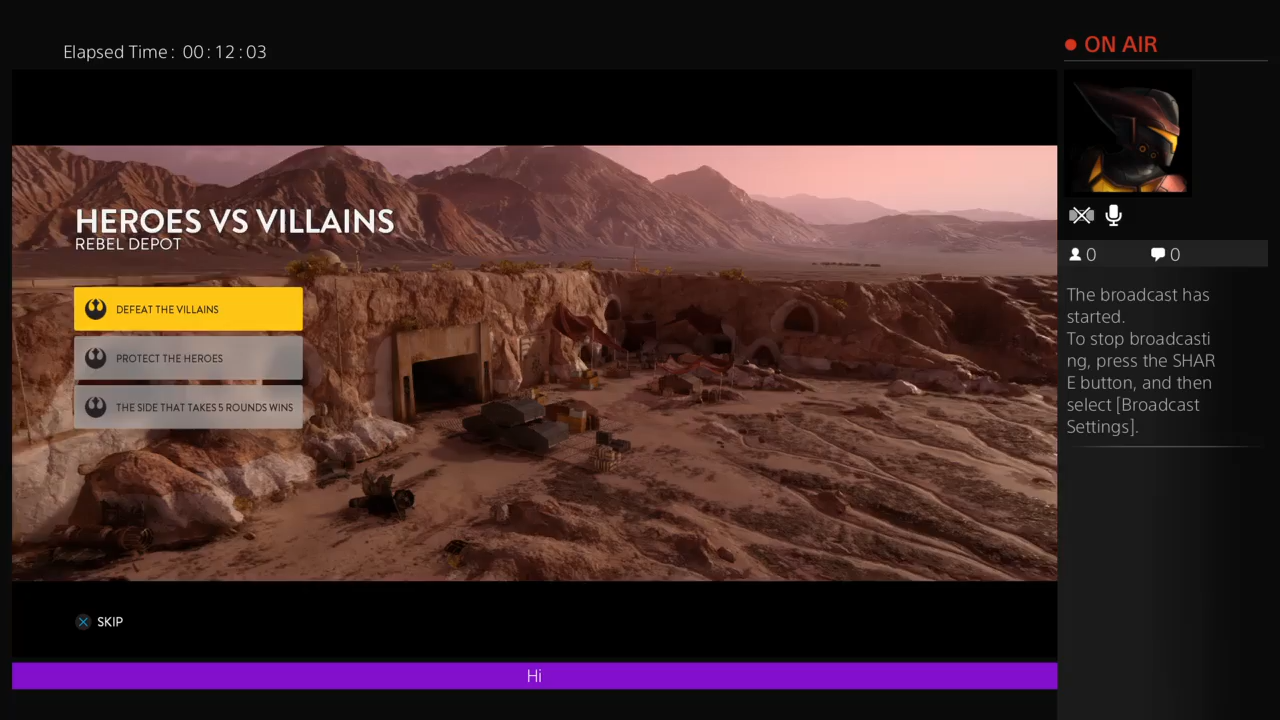 Elapsed Time: 00:12:03
ON AIR
HEROES VS VILLAINS
REBEL DEPOT
DEFEAT THE VILLAINS
PROTECT THE HEROES
THE SIDE THAT TAKES 5 ROUNDS WINS
SKIP
Hi
0 0
The broadcast has
started.
To stop broadcasti
ng, press the SHAR
E button, and then
select [Broadcast
Settings].